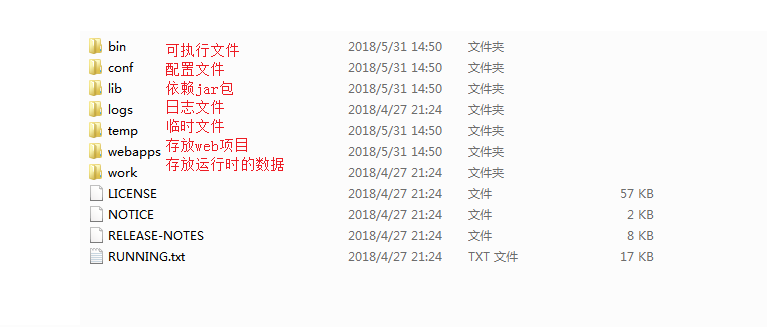 bin 可执行文件 2018/5/31 14:50 文件夹
conf 配置文件 2018/5/31 14:50 文件夹
lib 依赖jar包 2018/5/31 14:50 文件夹
logs 日志文件 2018/4/27 21:24 文件夹
temp 临时文件 2018/5/31 14:50 文件夹
webapps 存放web项目 2018/5/31 14:50 文件夹
work 存放运行时的数据 2018/4/27 21:24 文件夹
LICENSE 2018/4/27 21:24 文件 57 KB
NOTICE 2018/4/27 21:24 文件 2 KB
RELEASE-NOTES 2018/4/27 21:24 文件 8 KB
RUNNING.txt 2018/4/27 21:24 TXT 文件 17 KB